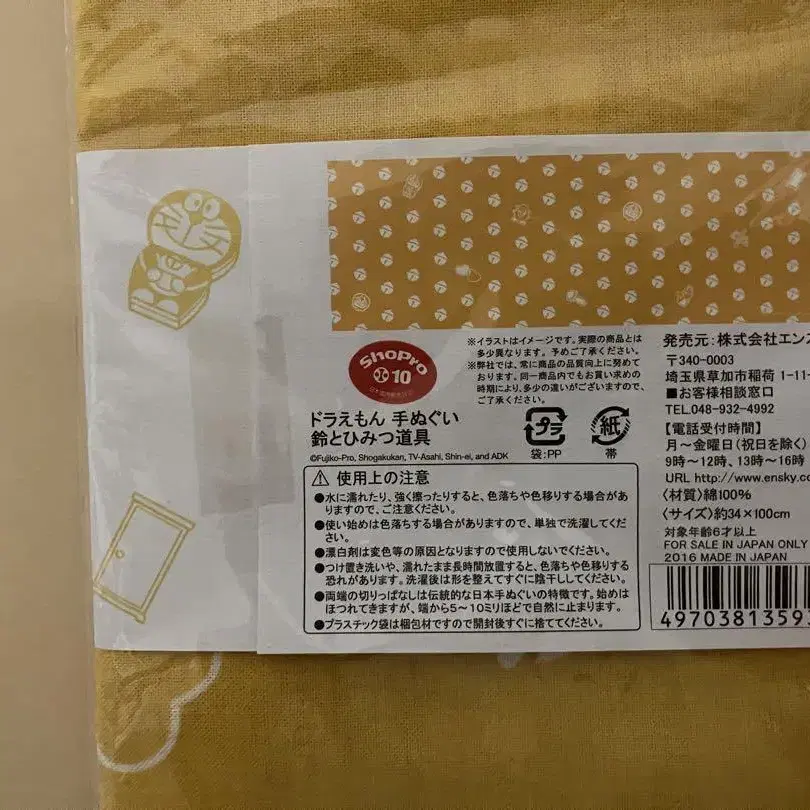 ※イラストはイメージです。実際の商品とは
多少異なります。予めご了承ください。
※弊社では、常に商品の品質向上に努めて
おります。同一商品内でもお買い求めの
時期により、多少の違いがございますので、
ご了承ください。
ShoPro
10
ドラえもん 手ぬぐい
鈴とひみつ道具
©Fujiko-Pro, Shogakukan, TV-Asahi, Shin-ei, and ADK
プラ
袋:PP
紙
帯
使用上の注意
●水に濡れたり、強く擦ったりすると、色落ちや色移りする場合があ
りますので、ご注意ください。
●使い始めは色落ちする場合がありますので、単独で洗濯してくだ
さい。
●漂白剤は変色等の原因となりますので使用しないでください。
●つけ置き洗いや、濡れたまま長時間放置すると、色落ちや色移りする
恐れがあります。洗濯後は形を整えてすぐに陰干ししてください。
●両端の切りっぱなしは伝統的な日本手ぬぐいの特徴です。始めは
ほつれてきますが、端から5～10ミリほどで自然に止まります。
●プラスチック袋は梱包材ですので開封後すぐに捨ててください。
発売元:株式会社エンス
〒340-0003
埼玉県草加市稲荷 1-11-
■お客様相談窓口
TEL.048-932-4992
【電話受付時間】
月～金曜日(祝日を除く)
9時～12時、13時～16時
URL http://www.ensky.co
〈材質〉綿100%
〈サイズ〉約34×100cm
対象年齢6才以上
FOR SALE IN JAPAN ONLY
2016 MADE IN JAPAN
4970381359